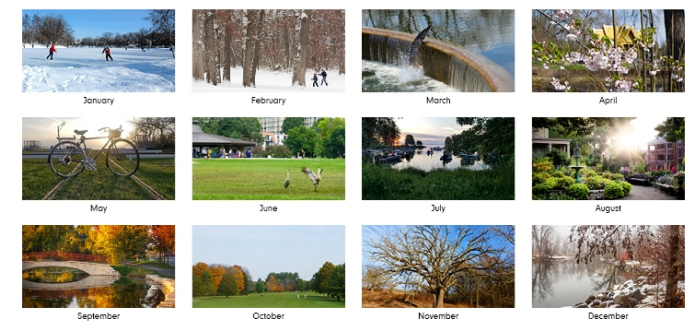 January
February
March
April
May
June
July
August
September
October
November
December